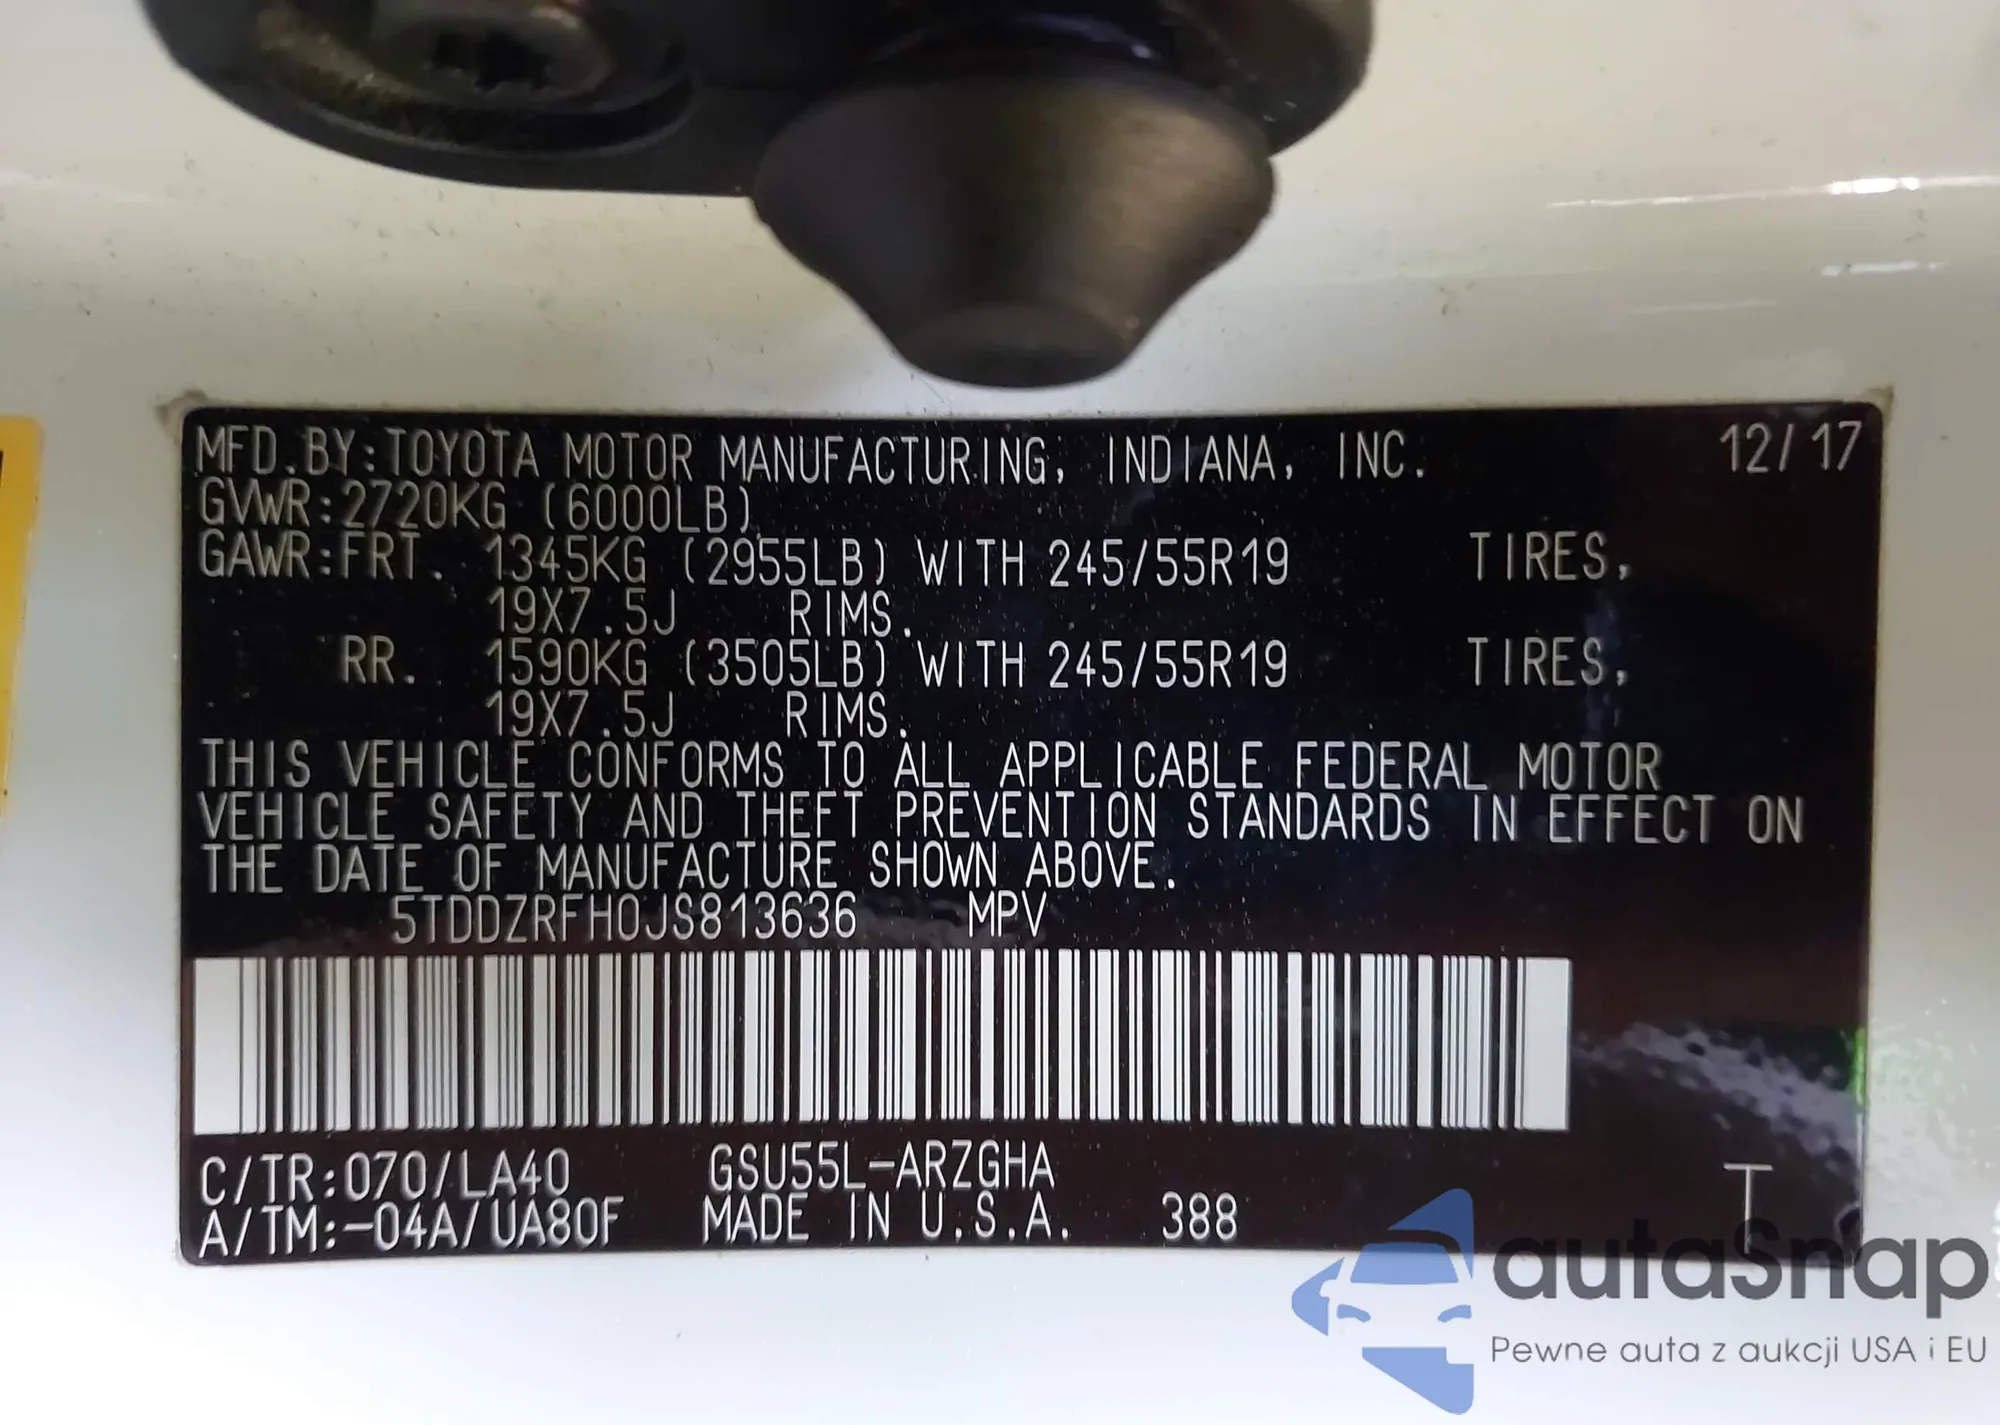 MFD.BY:TOYOTA MOTOR MANUFACTURING, INDIANA, INC. 12/17
GVWR:2720KG (6000LB)
GAWR:FRT. 1345KG (2955LB) WITH 245/55R19 TIRES,
19X7.5J RIMS.
RR. 1590KG (3505LB) WITH 245/55R19 TIRES,
19X7.5J RIMS.
THIS VEHICLE CONFORMS TO ALL APPLICABLE FEDERAL MOTOR
VEHICLE SAFETY AND THEFT PREVENTION STANDARDS IN EFFECT ON
THE DATE OF MANUFACTURE SHOWN ABOVE.
5TDDZRFH0JS813636 MPV
C/TR:070/LA40 GSU55L-ARZGHA
A/TM:-04A/UA80F MADE IN U.S.A. 388 T
autaSnap
Pewne auta z aukcji USA i EU